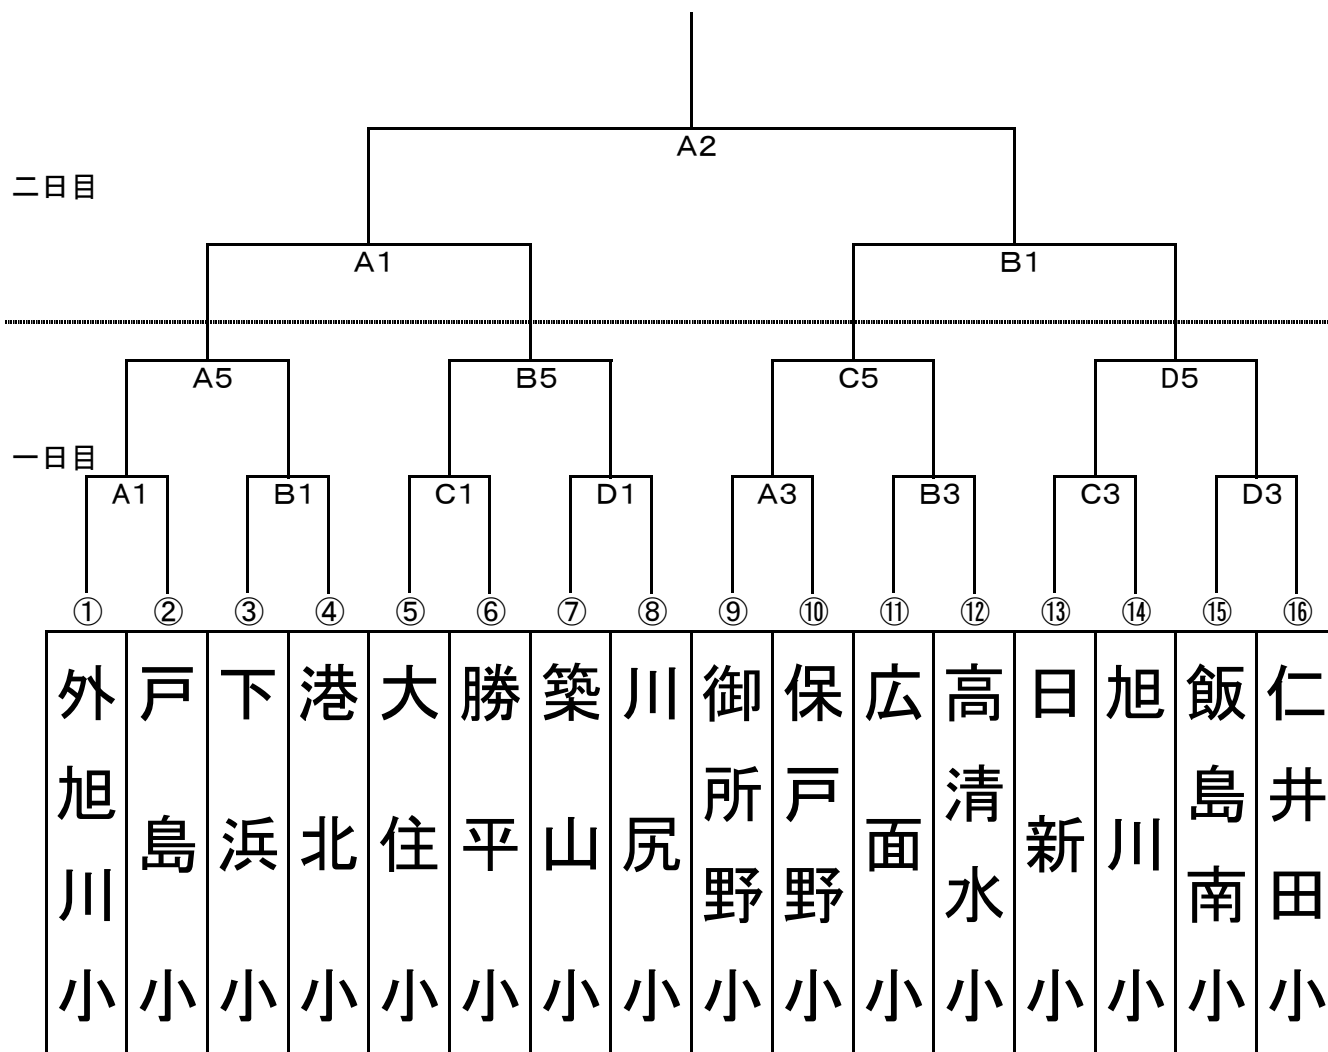 A2
二日目
A1
B1
A5
B5
C5
D5
一日目
A1
B1
C1
D1
A3
B3
C3
D3
①
②
③
④
⑤
⑥
⑦
⑧
⑨
⑩
⑪
⑫
⑬
⑭
⑮
⑯
外旭川小
戸島小
下浜小
港北小
大住小
勝平小
築山小
川尻小
御所野小
保戸野小
広面小
高清水小
日新小
旭川小
飯島南小
仁井田小